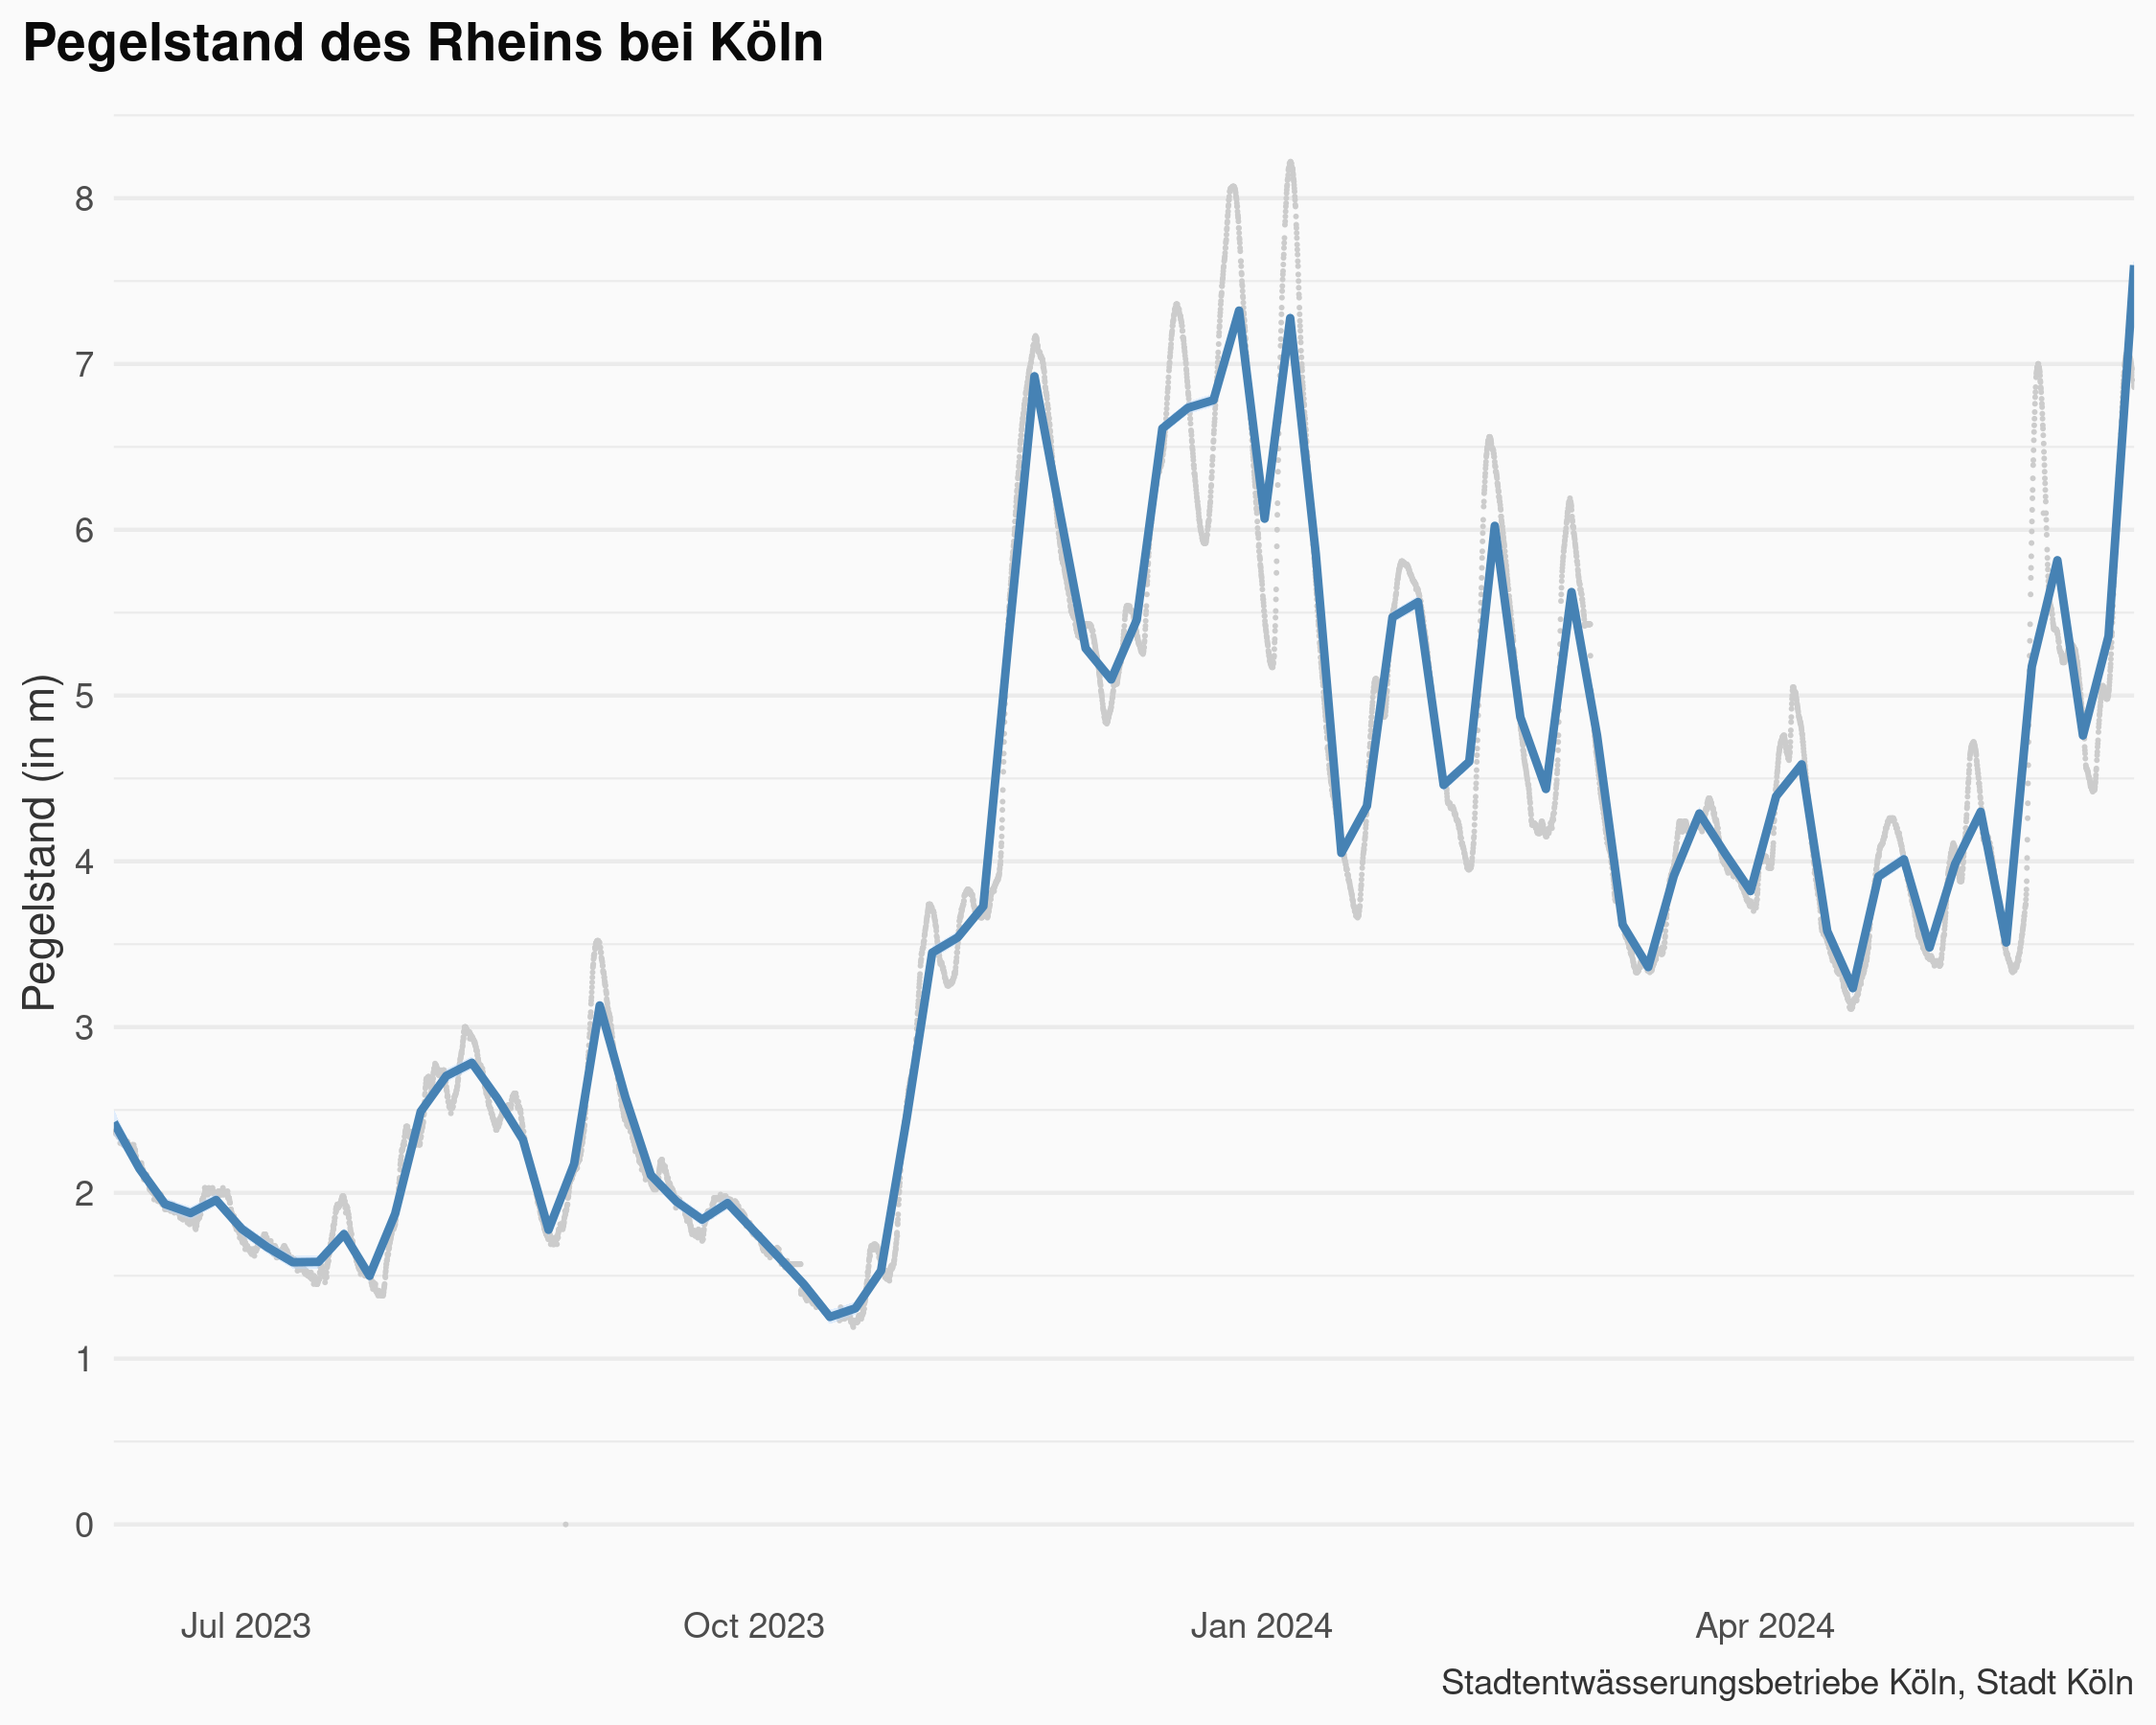 Pegelstand des Rheins bei Köln
Pegelstand (in m)
8
7
6
5
4
3
2
1
0
Jul 2023 Oct 2023 Jan 2024 Apr 2024
Stadtentwässerungsbetriebe Köln, Stadt Köln